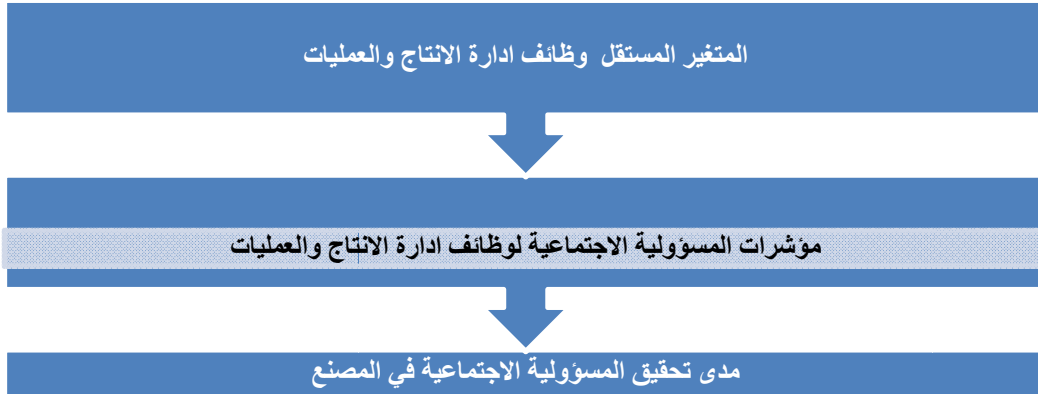 المتغير المستقل وظائف ادارة الانتاج والعمليات
مؤشرات المسؤولية الاجتماعية لوظائف ادارة الانتاج والعمليات
مدى تحقيق المسؤولية الاجتماعية في المصنع